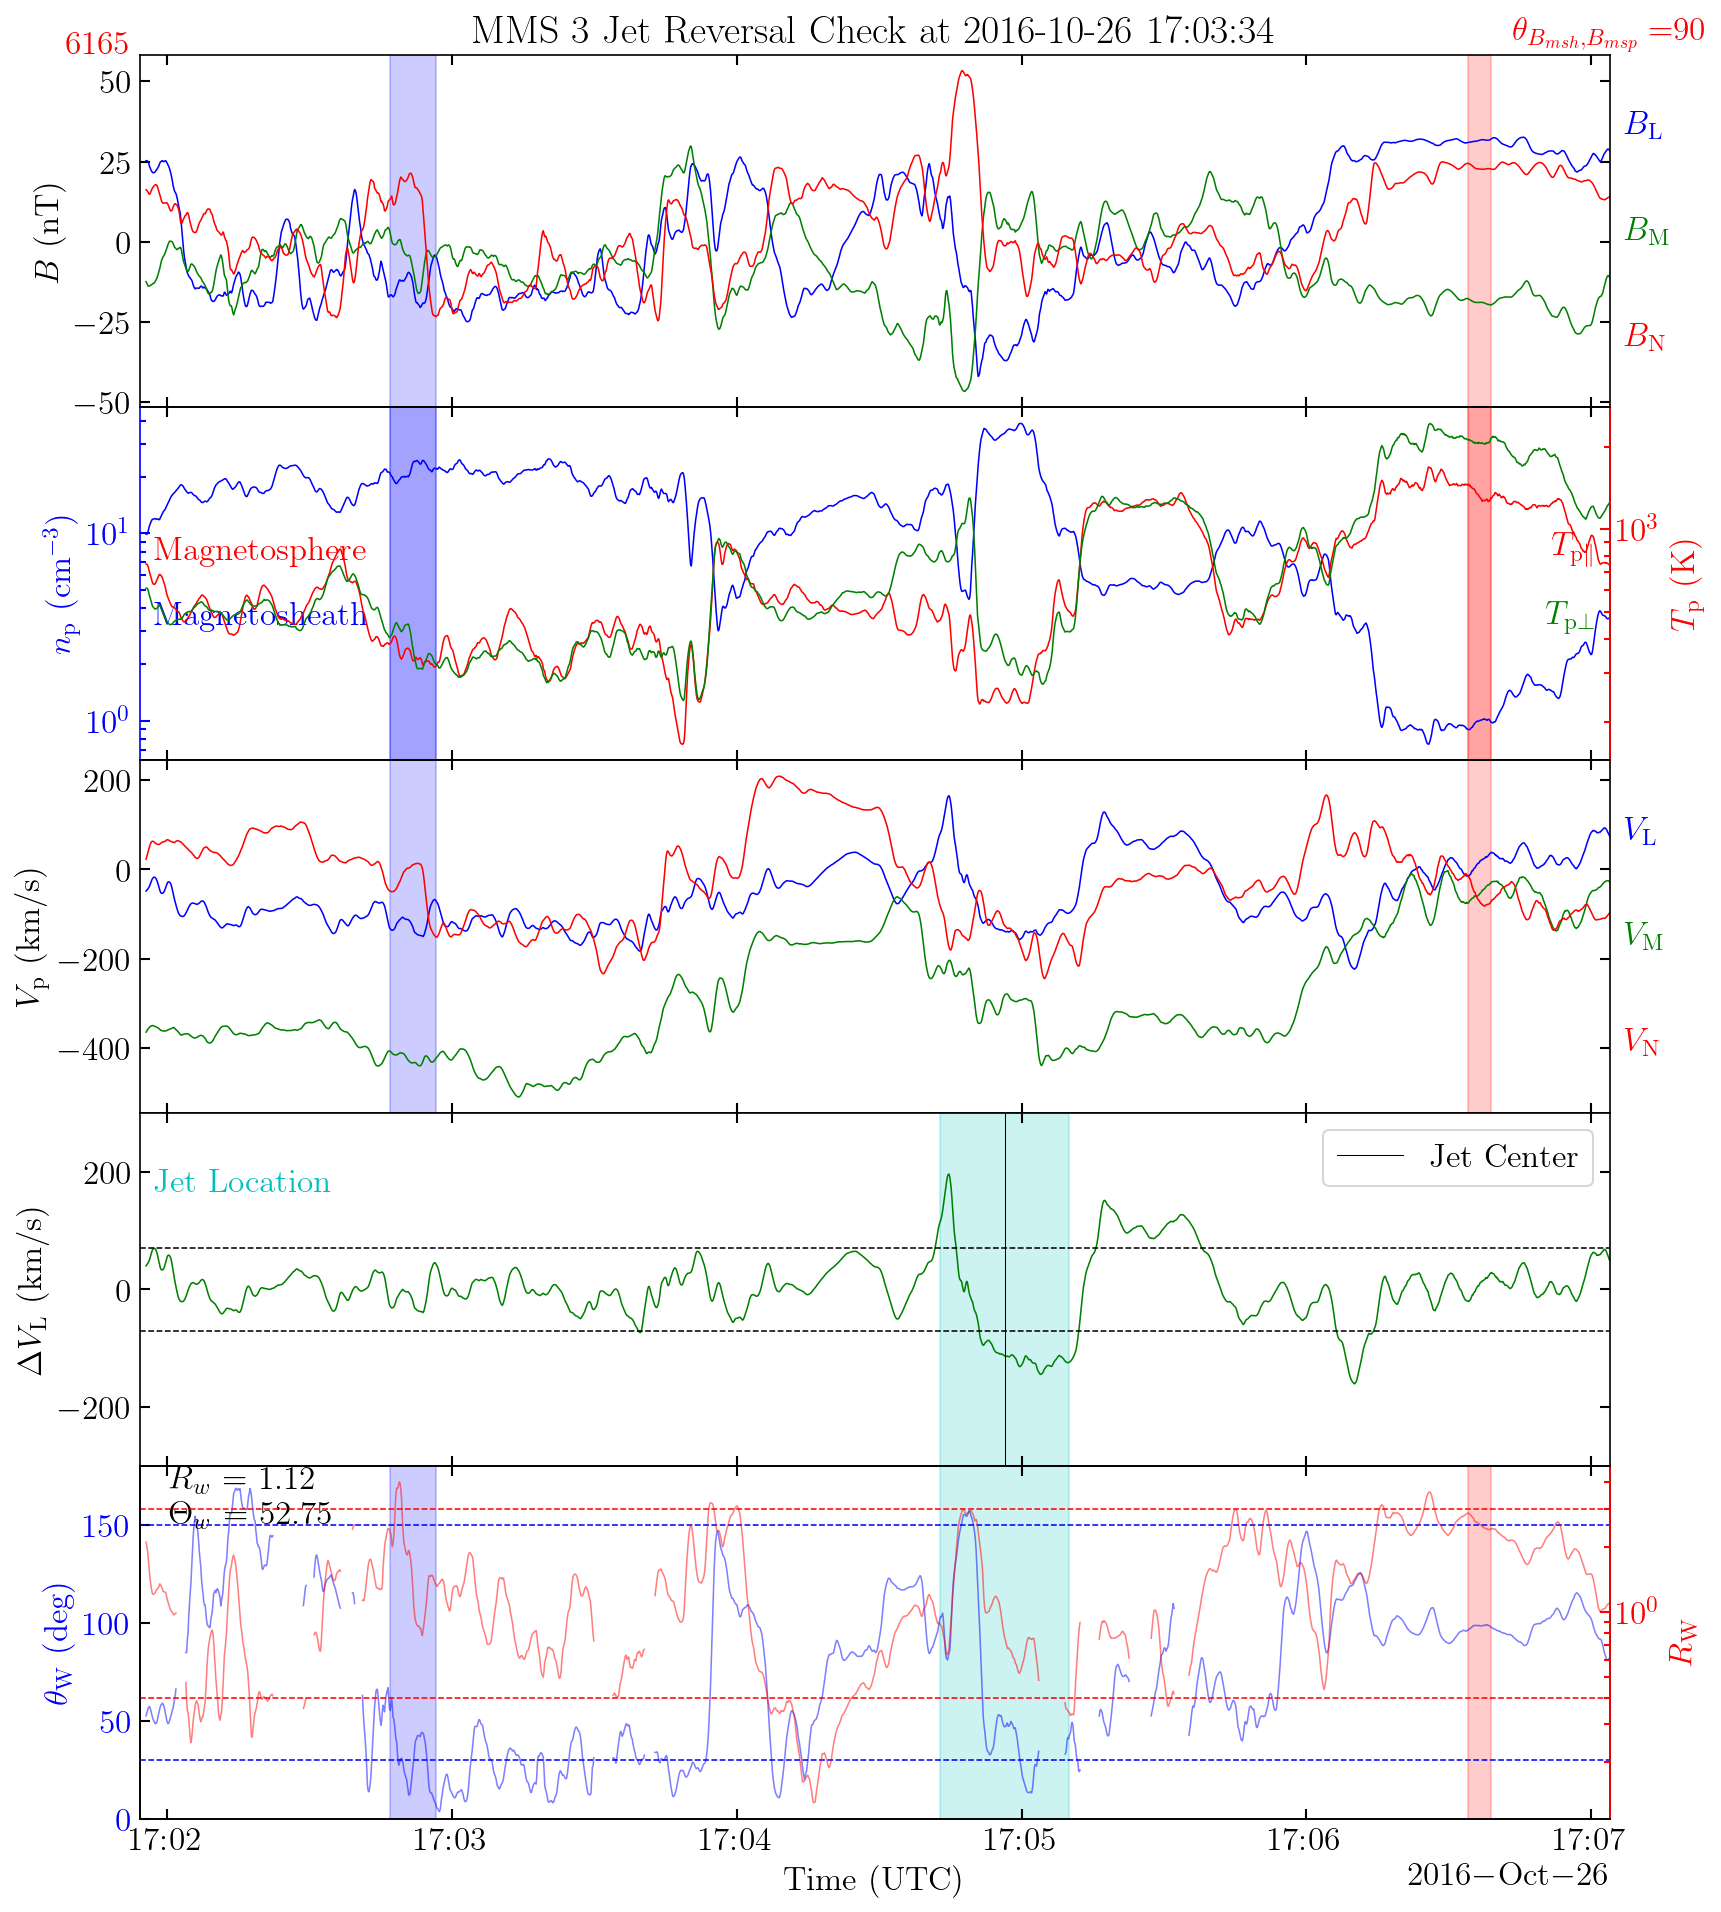 MMS 3 Jet Reversal Check at 2016-10-26 17:03:34
6165
θ_{B_{msh},B_{msp}} =90
50
25
0
−25
−50
B (nT)
B_L
B_M
B_N
10^1
10^0
n_p (cm^{−3})
Magnetosphere
Magnetosheath
10^3
T_{p∥}
T_{p⊥}
T_p (K)
200
0
−200
−400
V_p (km/s)
V_L
V_M
V_N
200
0
−200
ΔV_L (km/s)
Jet Location
Jet Center
R_w = 1.12
Θ_w = 52.75
150
100
50
0
θ_W (deg)
10^0
R_W
17:02 17:03 17:04 17:05 17:06 17:07
Time (UTC)
2016−Oct−26